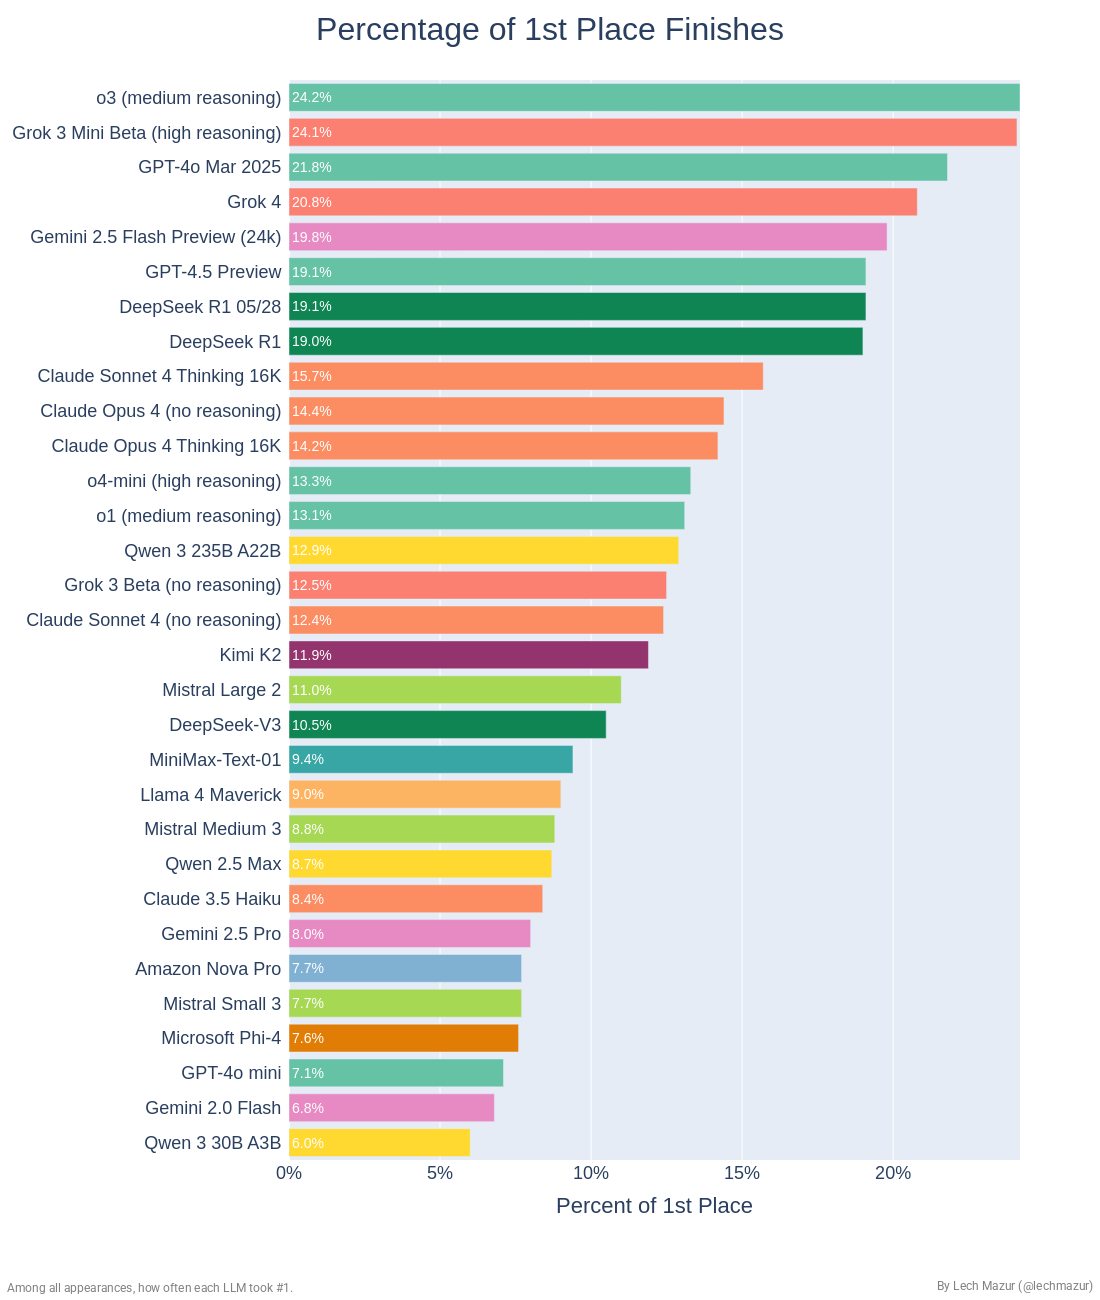 Percentage of 1st Place Finishes
o3 (medium reasoning) 24.2%
Grok 3 Mini Beta (high reasoning) 24.1%
GPT-4o Mar 2025 21.8%
Grok 4 20.8%
Gemini 2.5 Flash Preview (24k) 19.8%
GPT-4.5 Preview 19.1%
DeepSeek R1 05/28 19.1%
DeepSeek R1 19.0%
Claude Sonnet 4 Thinking 16K 15.7%
Claude Opus 4 (no reasoning) 14.4%
Claude Opus 4 Thinking 16K 14.2%
o4-mini (high reasoning) 13.3%
o1 (medium reasoning) 13.1%
Qwen 3 235B A22B 12.9%
Grok 3 Beta (no reasoning) 12.5%
Claude Sonnet 4 (no reasoning) 12.4%
Kimi K2 11.9%
Mistral Large 2 11.0%
DeepSeek-V3 10.5%
MiniMax-Text-01 9.4%
Llama 4 Maverick 9.0%
Mistral Medium 3 8.8%
Qwen 2.5 Max 8.7%
Claude 3.5 Haiku 8.4%
Gemini 2.5 Pro 8.0%
Amazon Nova Pro 7.7%
Mistral Small 3 7.7%
Microsoft Phi-4 7.6%
GPT-4o mini 7.1%
Gemini 2.0 Flash 6.8%
Qwen 3 30B A3B 6.0%
0% 5% 10% 15% 20%
Percent of 1st Place
Among all appearances, how often each LLM took #1.
By Lech Mazur (@lechmazur)